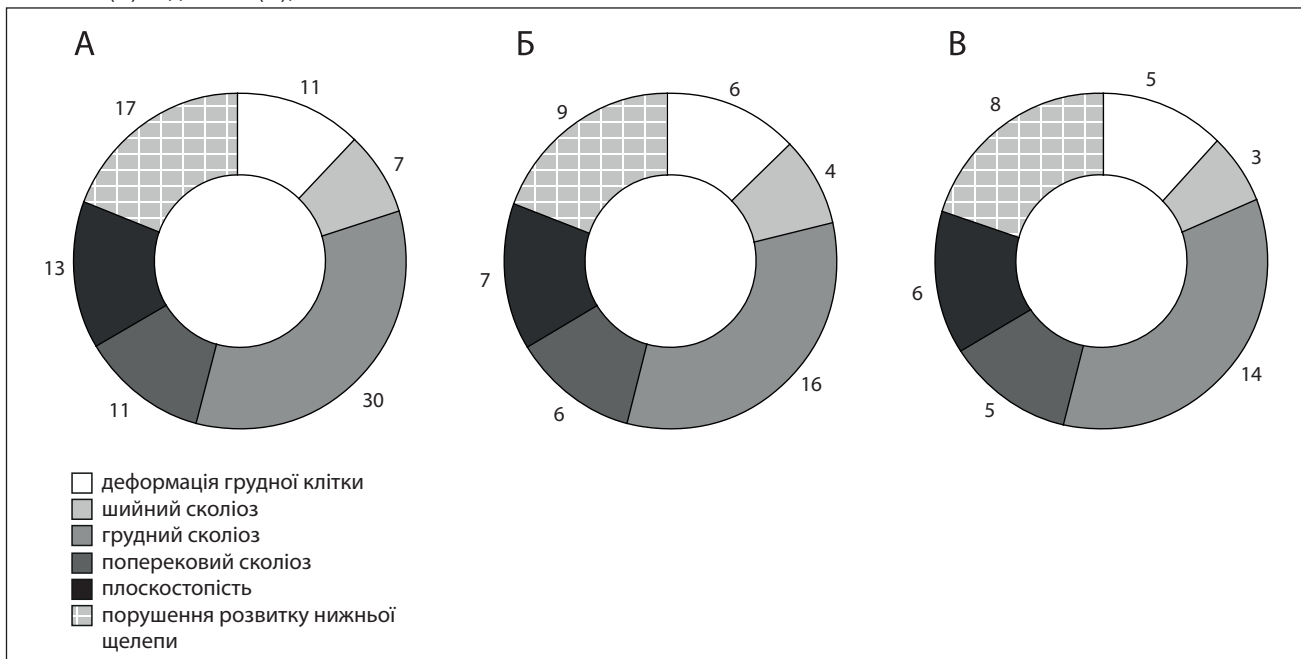 А
Б
В
11
7
30
11
13
17
6
4
16
6
7
9
5
3
14
5
6
8
деформація грудної клітки
шийний сколіоз
грудний сколіоз
поперековий сколіоз
плоскостопість
порушення розвитку нижньої
щелепи